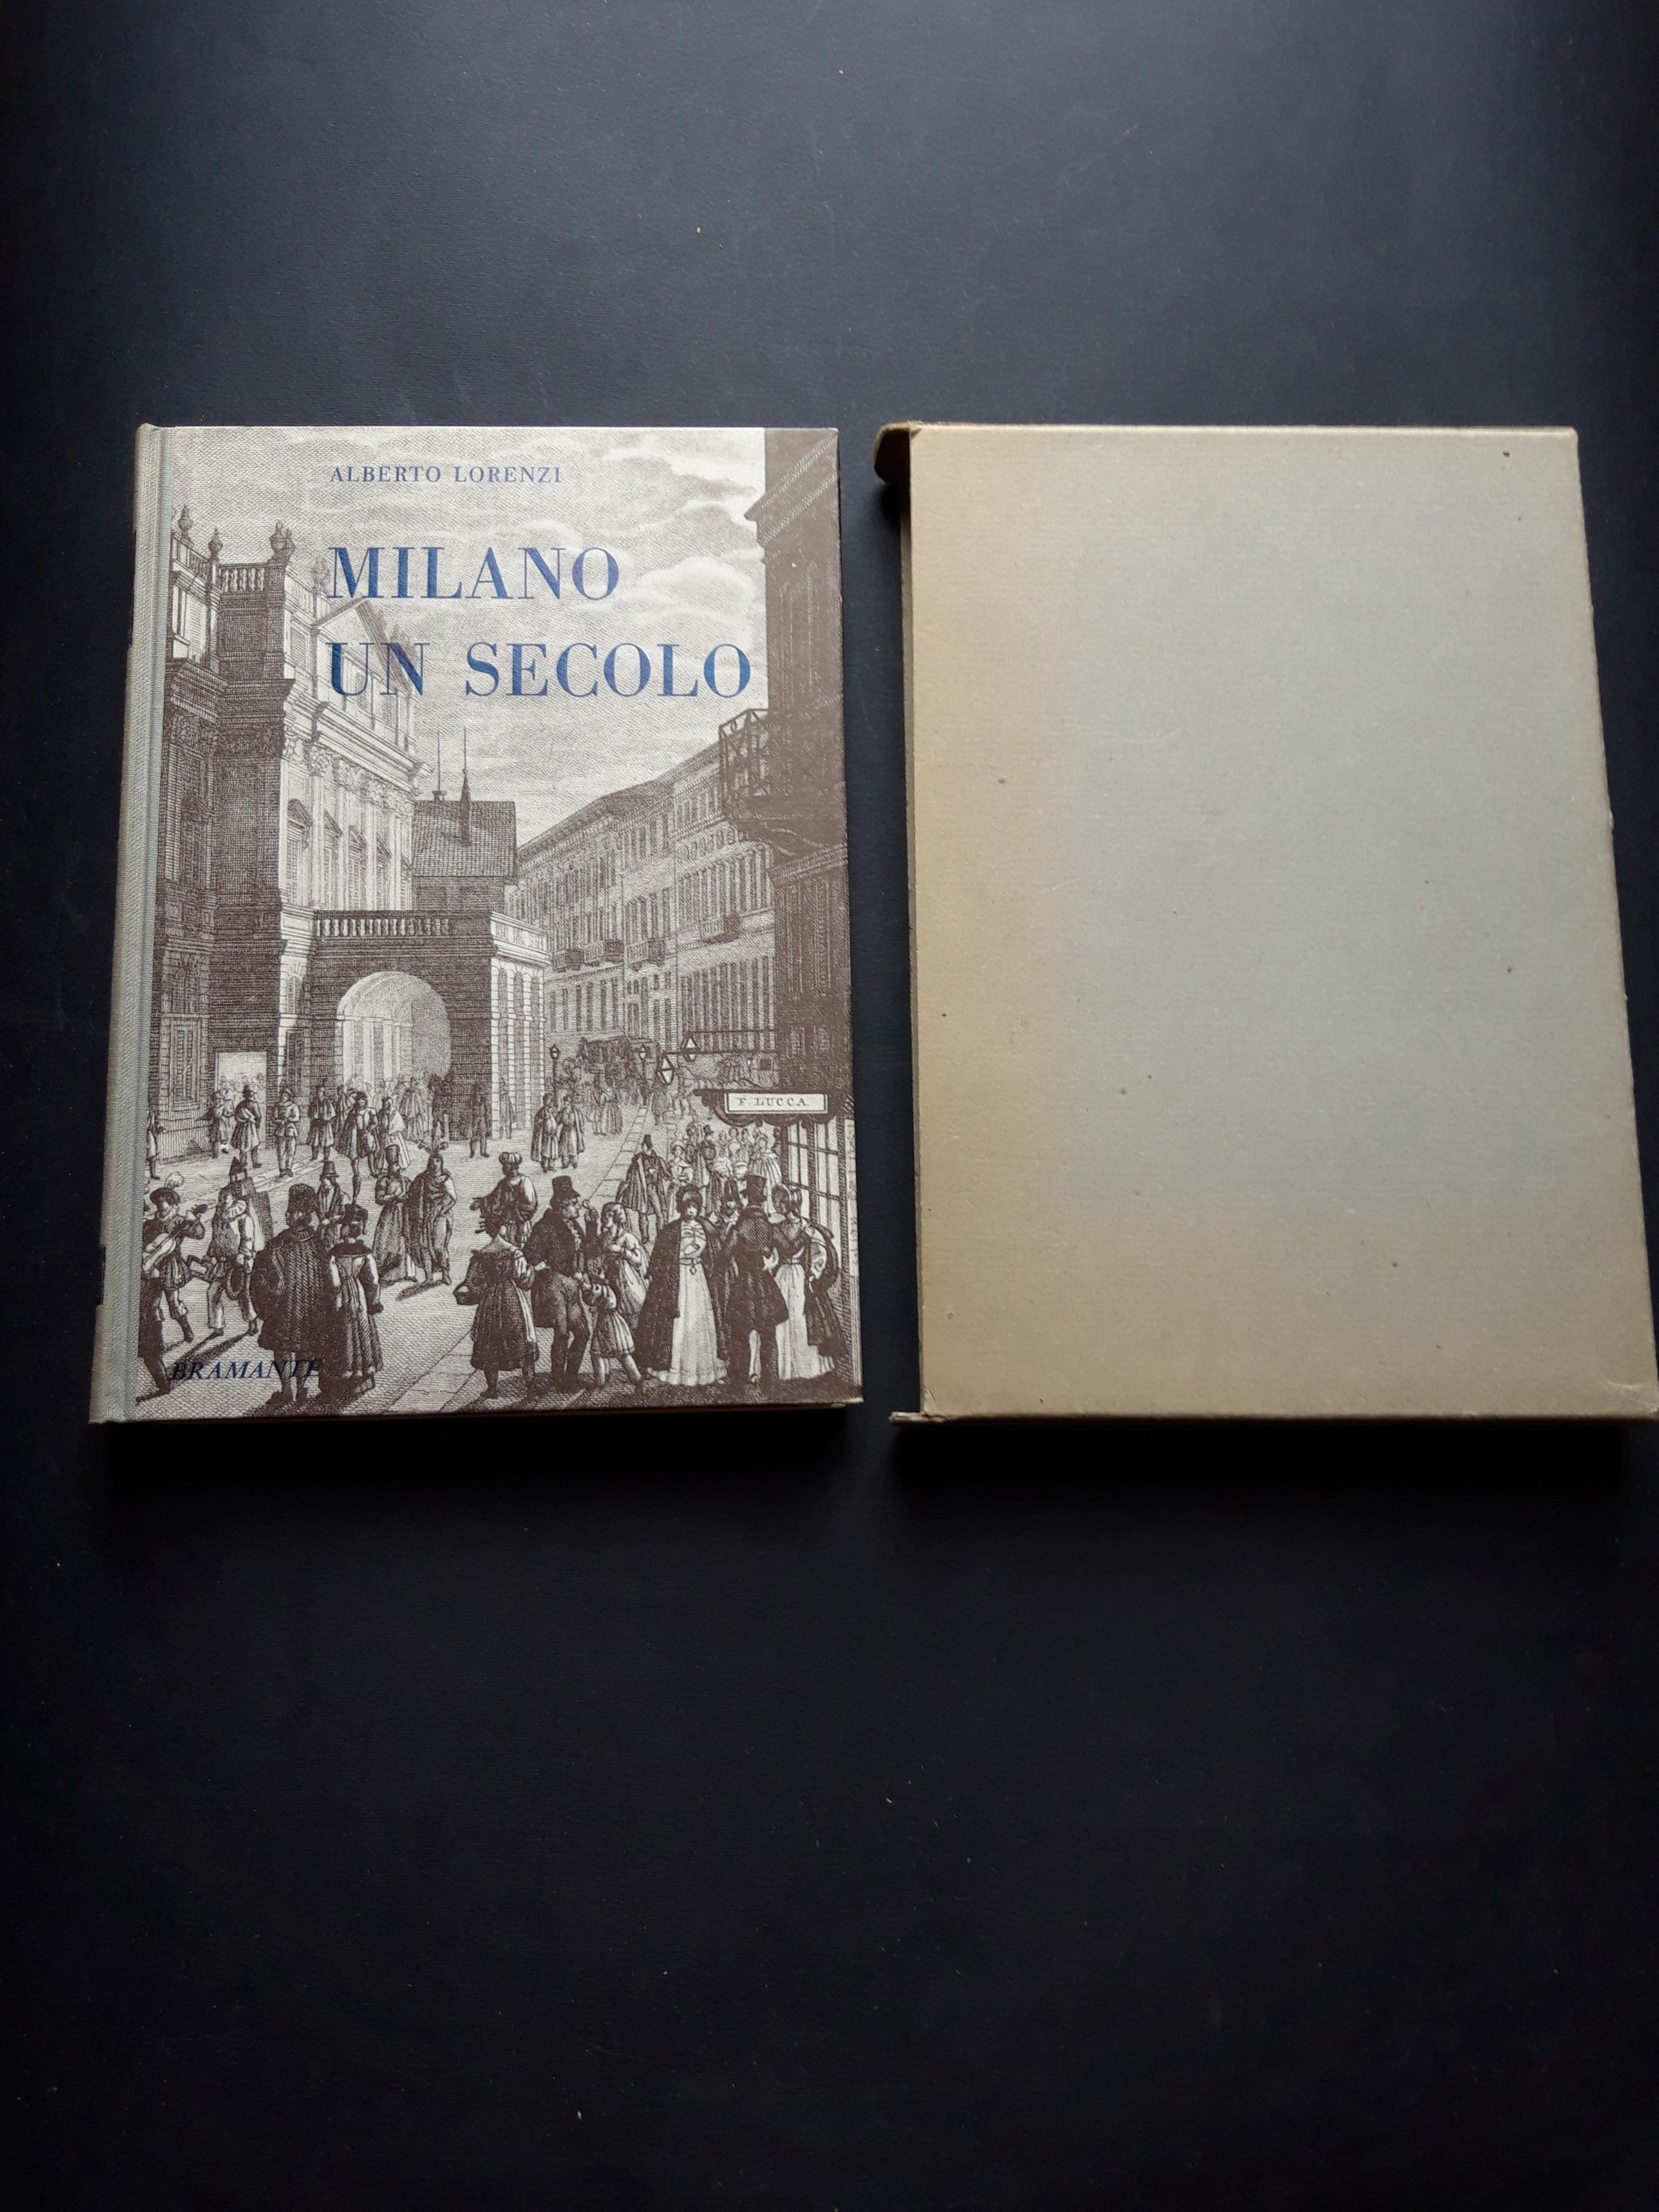 ALBERTO LORENZI
MILANO
UN SECOLO
F. LUCCA
BRAMANTE